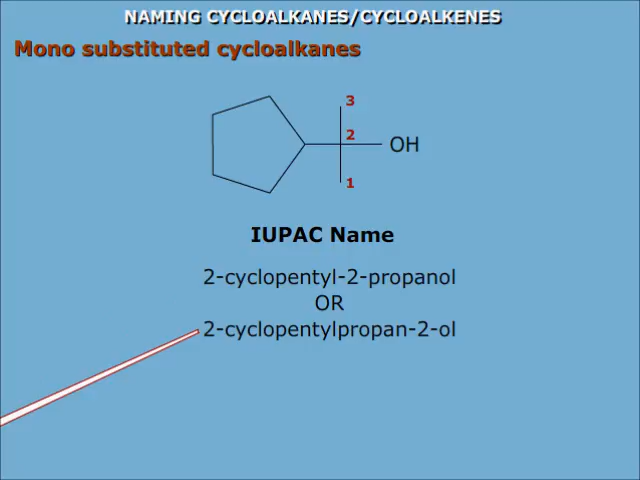 NAMING CYCLOALKANES/CYCLOALKENES
Mono substituted cycloalkanes
3
2
OH
1
IUPAC Name
2-cyclopentyl-2-propanol
OR
2-cyclopentylpropan-2-ol